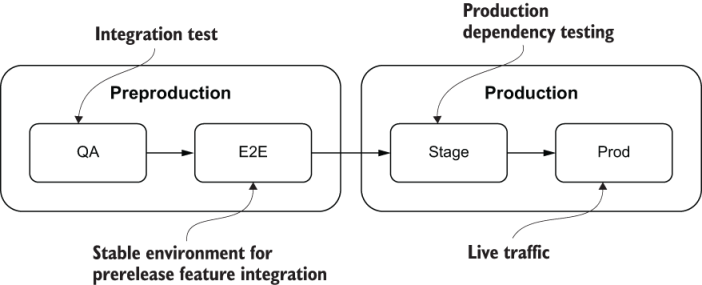 Integration test
Production
dependency testing
Preproduction
Production
QA
E2E
Stage
Prod
Stable environment for
prerelease feature integration
Live traffic